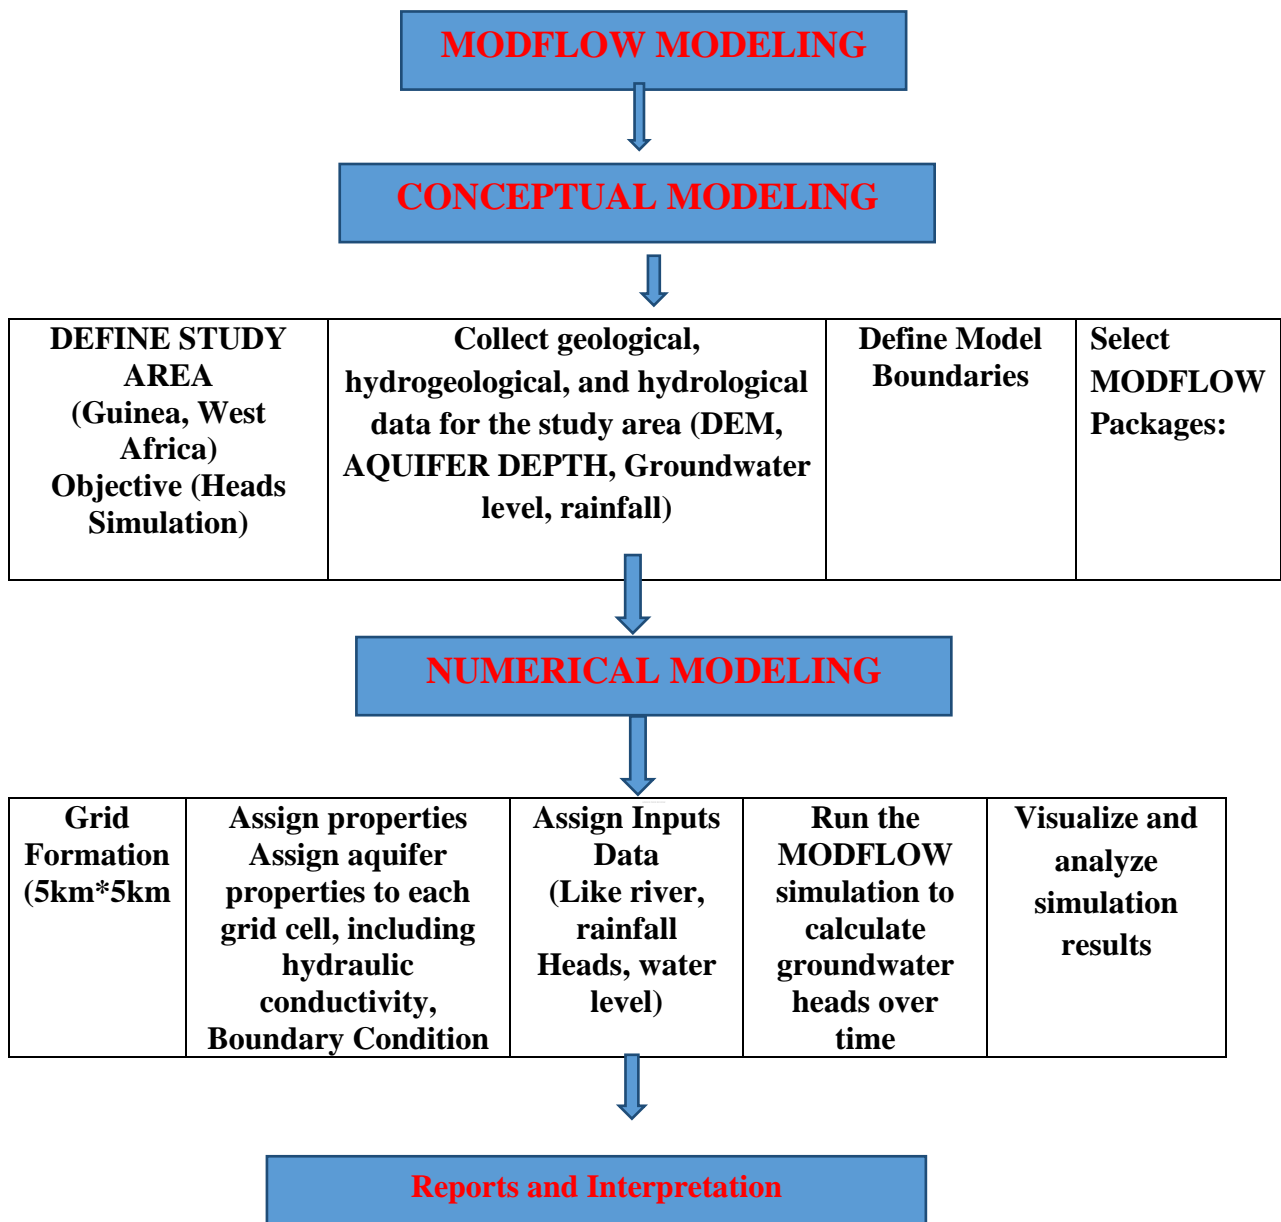 MODFLOW MODELING
CONCEPTUAL MODELING
DEFINE STUDY
AREA
(Guinea, West
Africa)
Objective (Heads
Simulation)
Collect geological,
hydrogeological, and hydrological
data for the study area (DEM,
AQUIFER DEPTH, Groundwater
level, rainfall)
Define Model
Boundaries
Select
MODFLOW
Packages:
NUMERICAL MODELING
Grid
Formation
(5km*5km
Assign properties
Assign aquifer
properties to each
grid cell, including
hydraulic
conductivity,
Boundary Condition
Assign Inputs
Data
(Like river,
rainfall
Heads, water
level)
Run the
MODFLOW
simulation to
calculate
groundwater
heads over
time
Visualize and
analyze
simulation
results
Reports and Interpretation